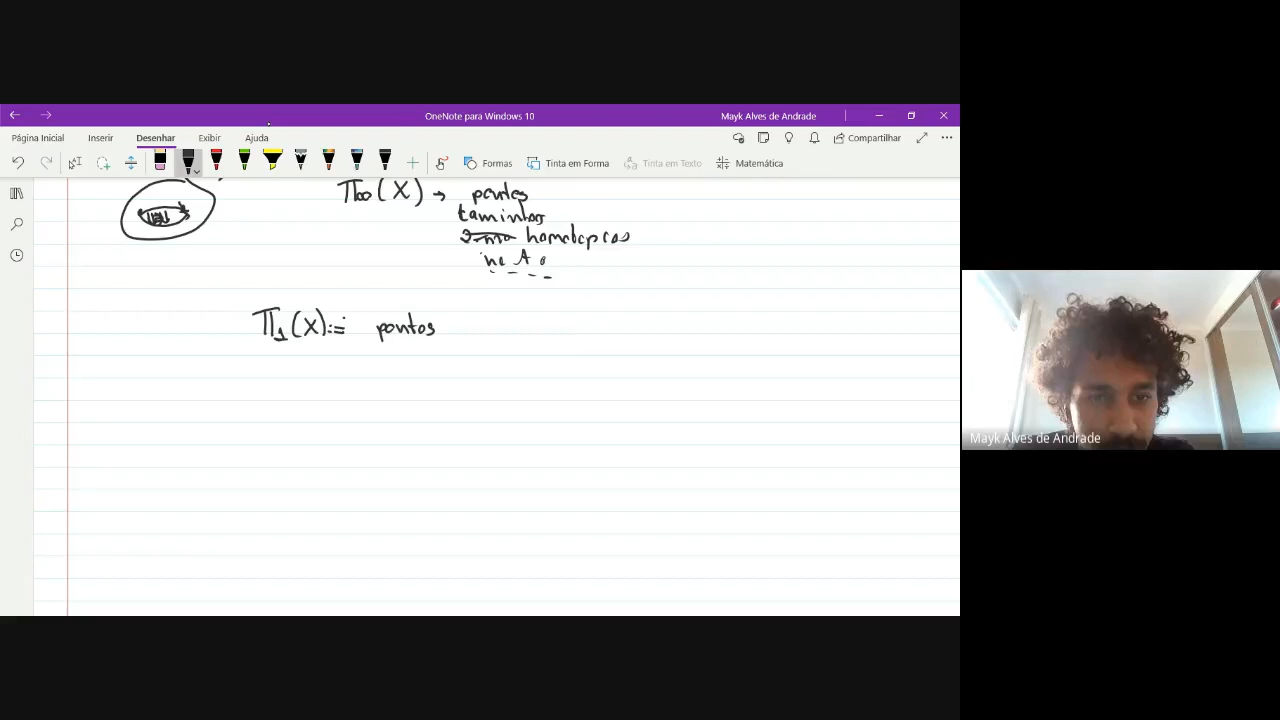 OneNote para Windows 10
Mayk Alves de Andrade
Página Inicial Inserir Desenhar Exibir Ajuda
Compartilhar
Formas Tinta em Forma Tinta em Texto Matemática
π∞(X) → pontos
caminhos
homotopias
π₁(X):= pontos
Mayk Alves de Andrade